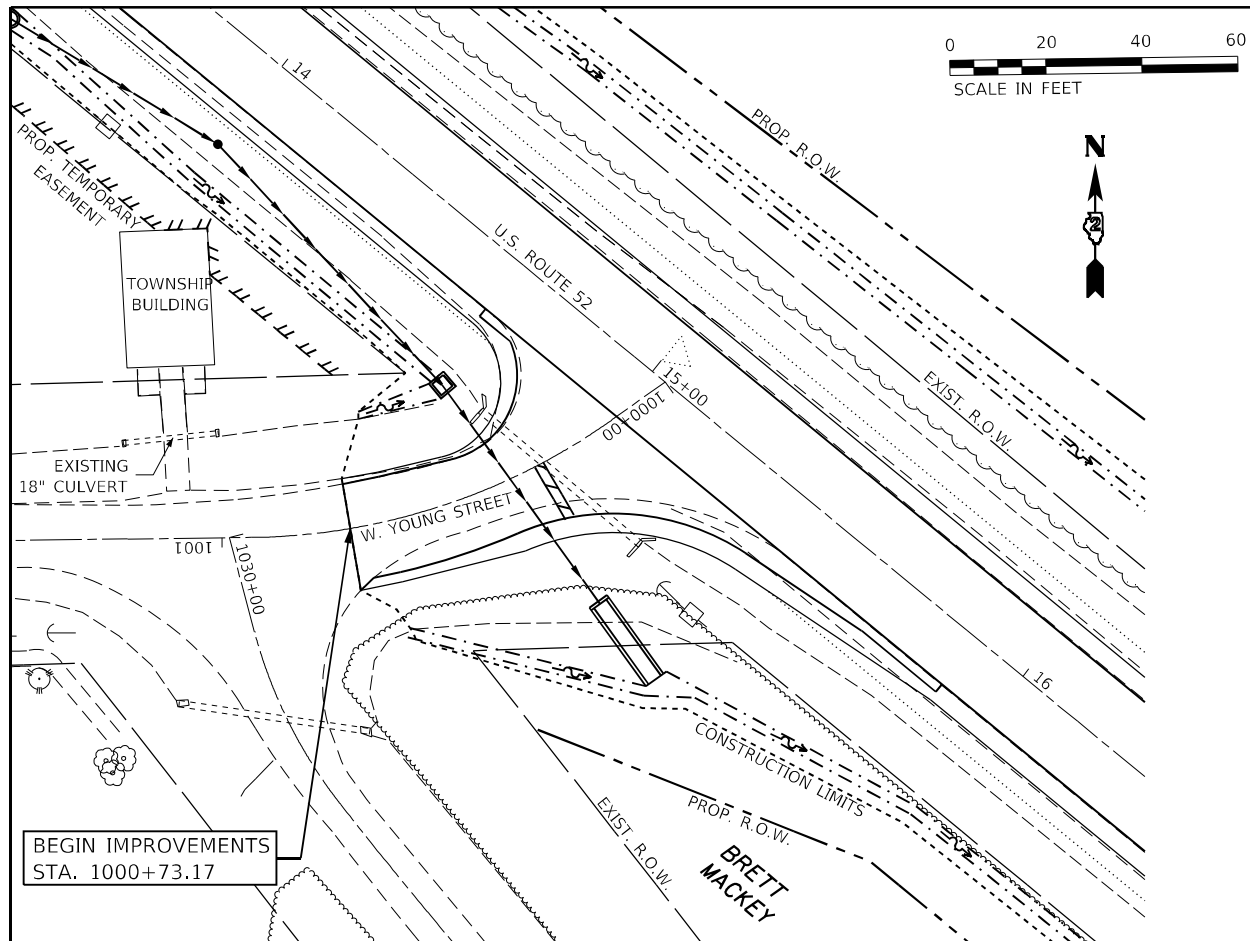 0 20 40 60
SCALE IN FEET
N
2
14
PROP. R.O.W
PROP. TEMPORARY
EASEMENT
TOWNSHIP
BUILDING
U.S. ROUTE 52
15+00
1000+00
EXIST. R.O.W.
EXISTING
18" CULVERT
W. YOUNG STREET
1001
1030+00
16
CONSTRUCTION LIMITS
PROP. R.O.W.
EXIST. R.O.W.
BRETT
MACKEY
BEGIN IMPROVEMENTS
STA. 1000+73.17